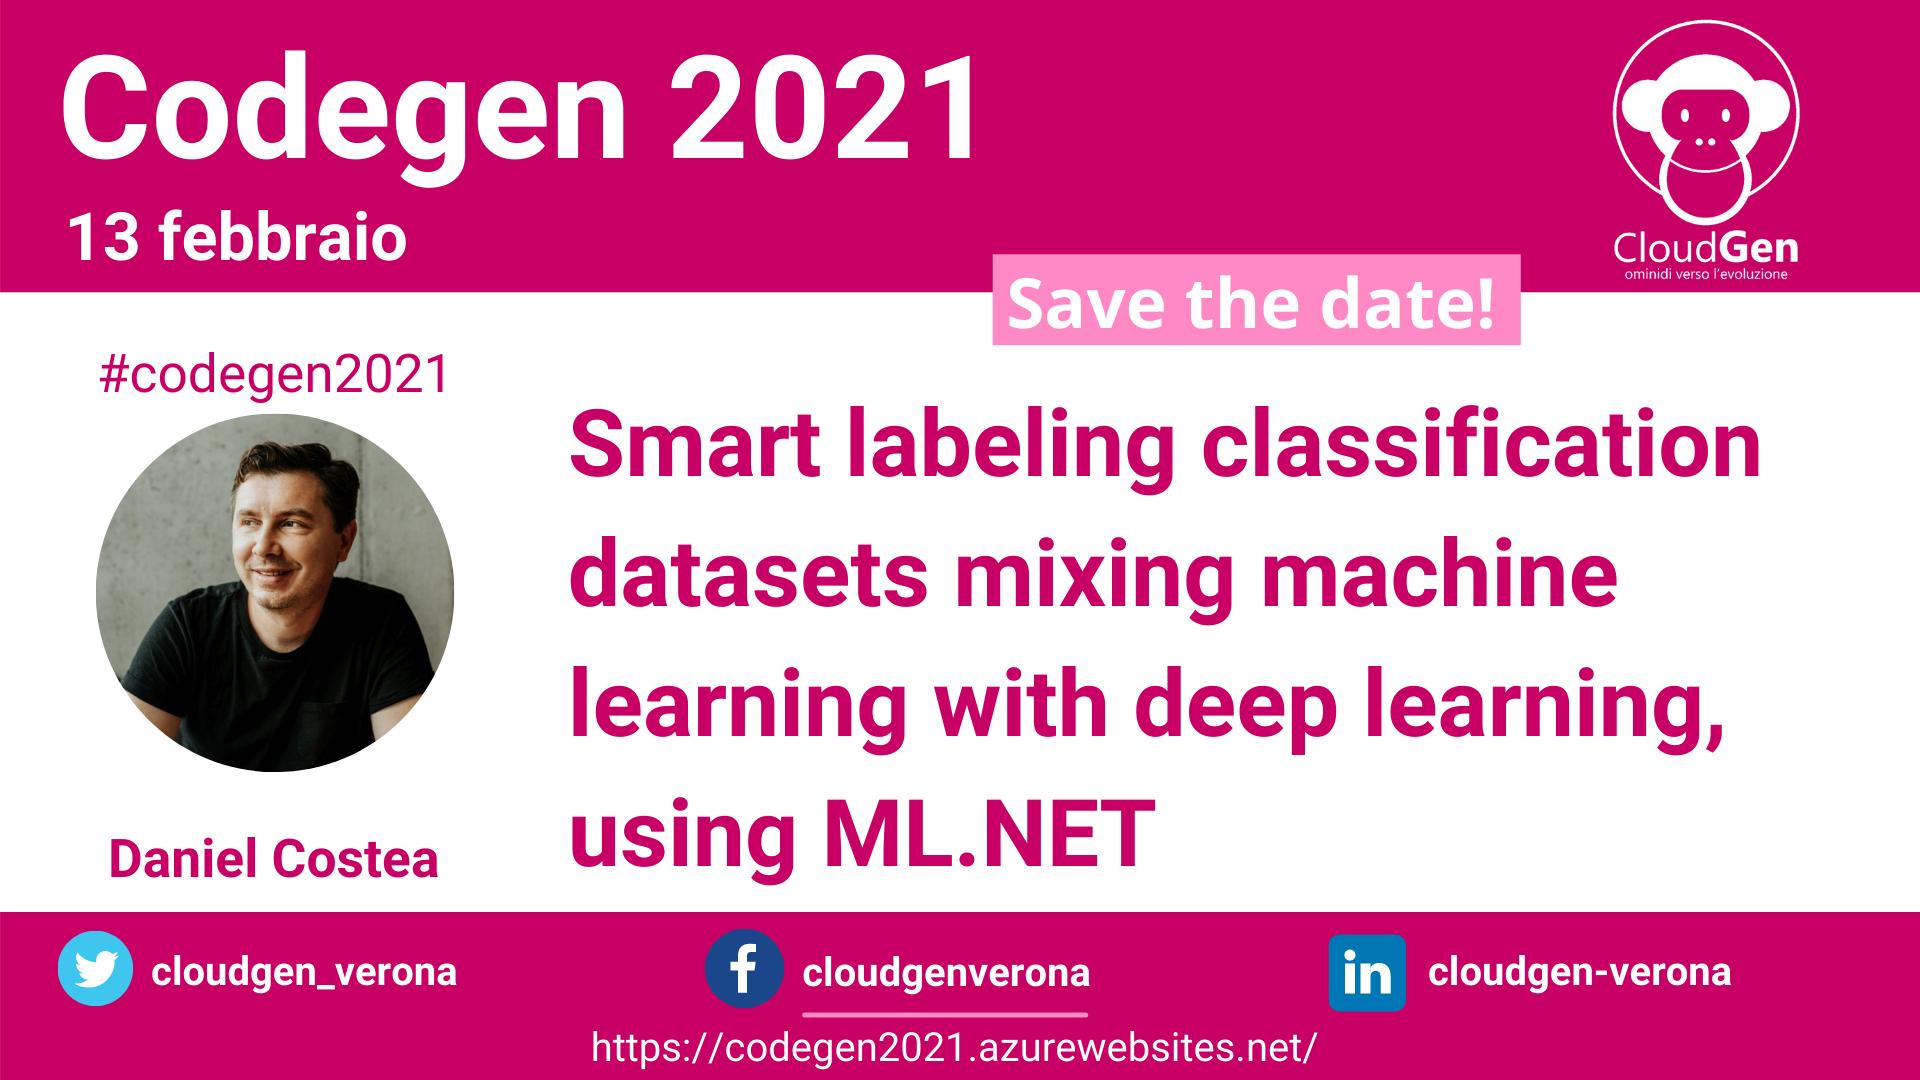 Codegen 2021
13 febbraio
CloudGen
ominidi verso l'evoluzione
Save the date!
#codegen2021
Smart labeling classification
datasets mixing machine
learning with deep learning,
using ML.NET
Daniel Costea
cloudgen_verona
cloudgenverona
cloudgen-verona
https://codegen2021.azurewebsites.net/